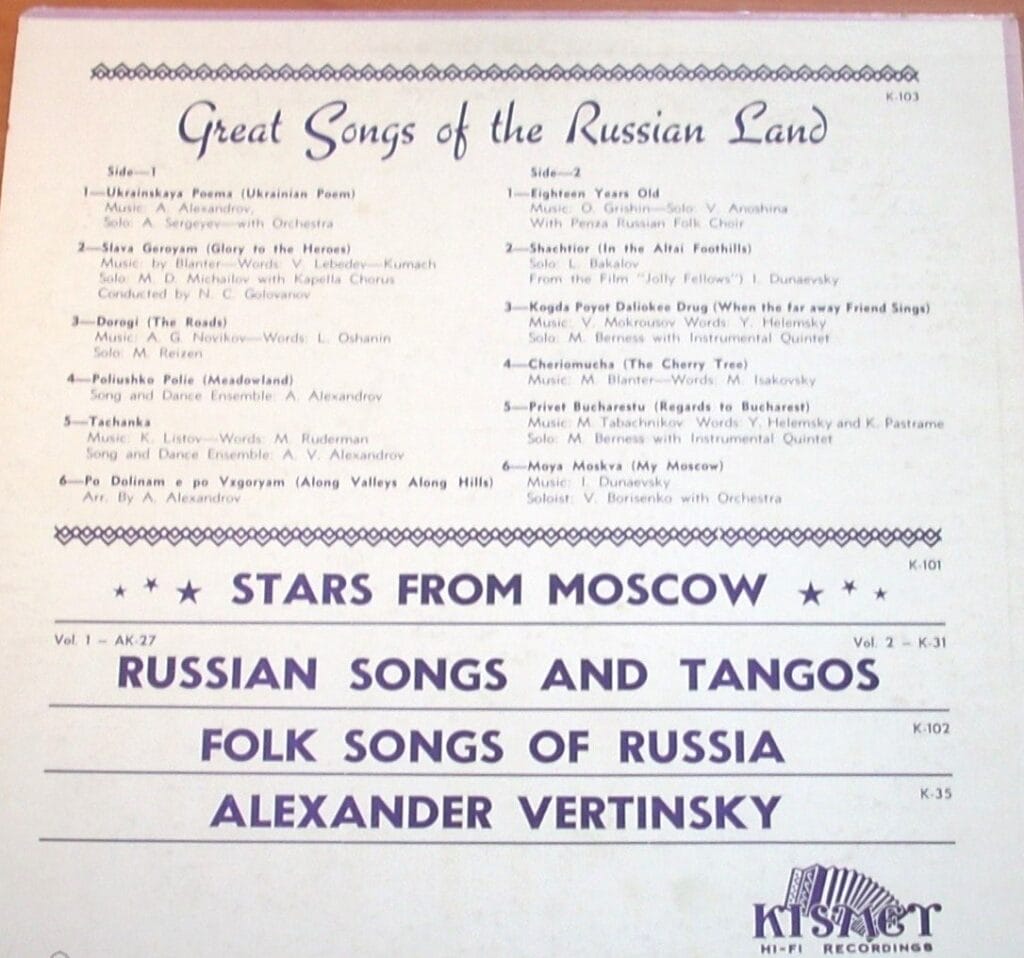 K-103
Great Songs of the Russian Land
Side—1
1—Ukrainskaya Poema (Ukrainian Poem)
Music: A. Alexandrov,
Solo: A. Sergeyev—with Orchestra
2—Slava Geroyam (Glory to the Heroes)
Music: by Blanter—Words: V. Lebedev—Kumach
Solo: M. D. Michailov with Kapella Chorus
Conducted by N. C. Golovanov
3—Dorogi (The Roads)
Music: A. G. Novikov—Words: L. Oshanin
Solo: M. Reizen
4—Poliushko Polie (Meadowland)
Song and Dance Ensemble: A. Alexandrov
5—Tachanka
Music: K. Listov—Words: M. Ruderman
Song and Dance Ensemble: A. V. Alexandrov
6—Po Dolinam e po Vzgoryam (Along Valleys Along Hills)
Arr. By A. Alexandrov
Side—2
1—Eighteen Years Old
Music: O. Grishin—Solo: V. Anoshina
With Penza Russian Folk Choir
2—Shachtior (In the Altai Foothills)
Solo: L. Bakalov
From the Film "Jolly Fellows") I. Dunaevsky
3—Kogda Poyot Daliokee Drug (When the far away Friend Sings)
Music: V. Mokrousov Words: Y. Helemsky
Solo: M. Berness with Instrumental Quintet
4—Cheriomucha (The Cherry Tree)
Music: M. Blanter—Words: M. Isakovsky
5—Privet Bucharestu (Regards to Bucharest)
Music: M. Tabachnikov Words: Y. Helemsky and K. Pastrame
Solo: M. Berness with Instrumental Quintet
6—Moya Moskva (My Moscow)
Music: I. Dunaevsky
Soloist: V. Borisenko with Orchestra
K-101
STARS FROM MOSCOW
Vol. 1 – AK-27 Vol. 2 – K-31
RUSSIAN SONGS AND TANGOS
K-102
FOLK SONGS OF RUSSIA
K-35
ALEXANDER VERTINSKY
KISMET
HI-FI RECORDINGS